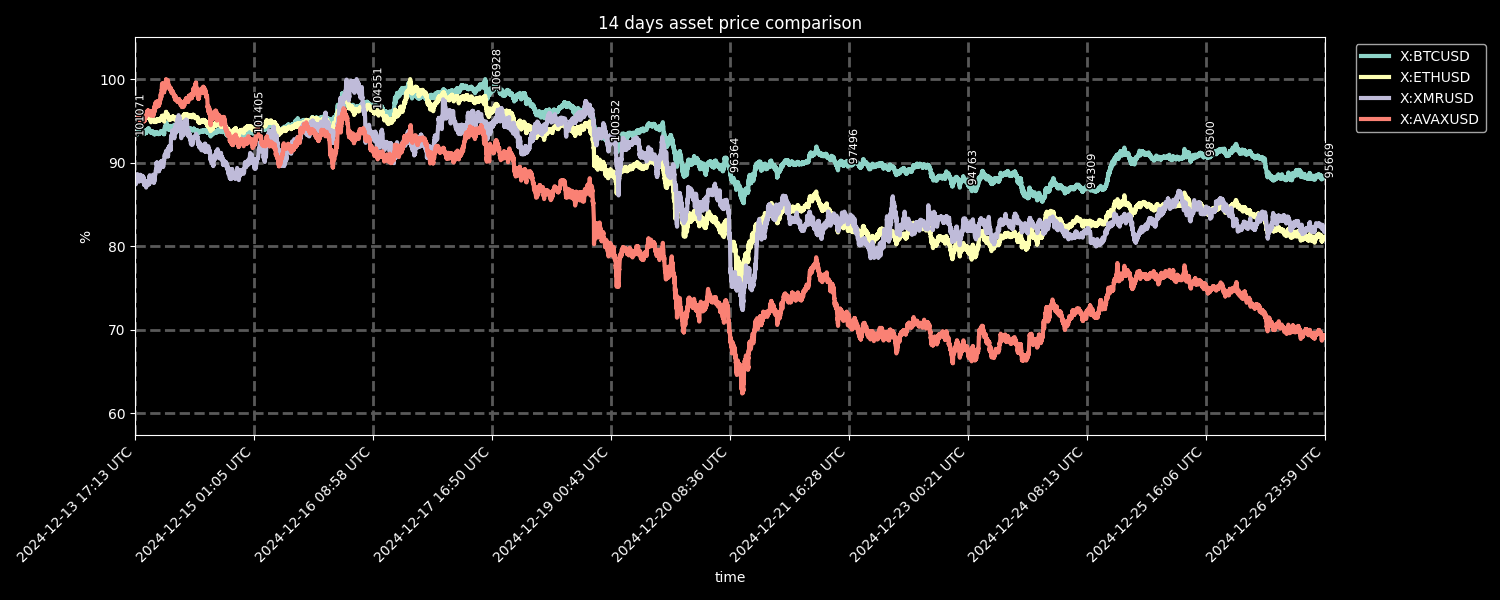 14 days asset price comparison
X:BTCUSD
X:ETHUSD
X:XMRUSD
X:AVAXUSD
100
90
80
70
60
%
101071
101405
104551
106928
100352
96364
97496
94763
94309
98500
95669
2024-12-13 17:13 UTC
2024-12-15 01:05 UTC
2024-12-16 08:58 UTC
2024-12-17 16:50 UTC
2024-12-19 00:43 UTC
2024-12-20 08:36 UTC
2024-12-21 16:28 UTC
2024-12-23 00:21 UTC
2024-12-24 08:13 UTC
2024-12-25 16:06 UTC
2024-12-26 23:59 UTC
time